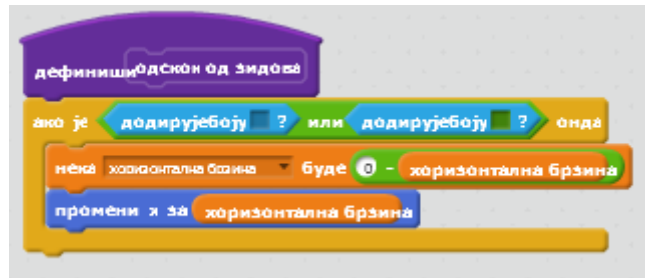 дефиниши одскок од зидова
ако је додирује боју ? или додирује боју ? онда
нека хоризонтална брзина буде 0 - хоризонтална брзина
промени x за хоризонтална брзина